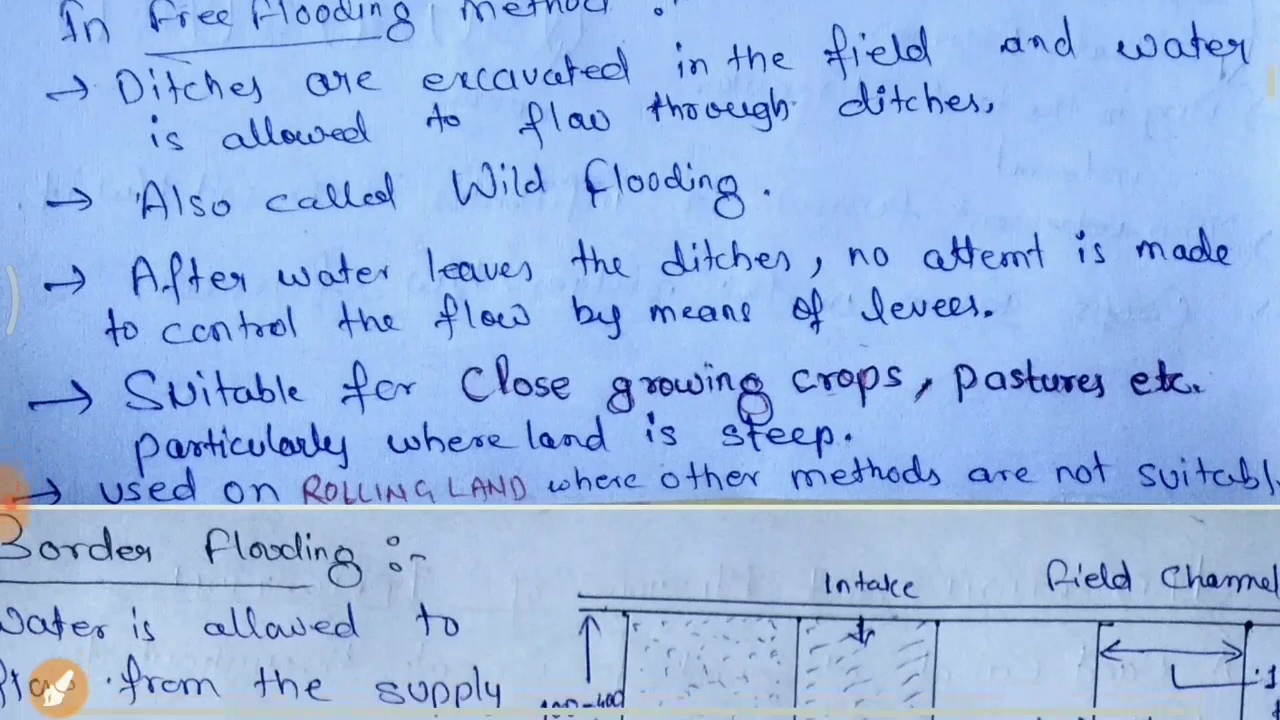 In Free Flooding Method :-
→ Ditches are excavated in the field and water
is allowed to flow through ditches.
→ Also called Wild Flooding.
→ After water leaves the ditches, no attemt is made
to control the flow by means of levees.
→ Suitable for Close growing crops, pastures etc.
particularly where land is steep.
→ used on ROLLING LAND where other methods are not suitabl
Border Flooding :-
Intake Field Channel
Water is allowed to
from the supply